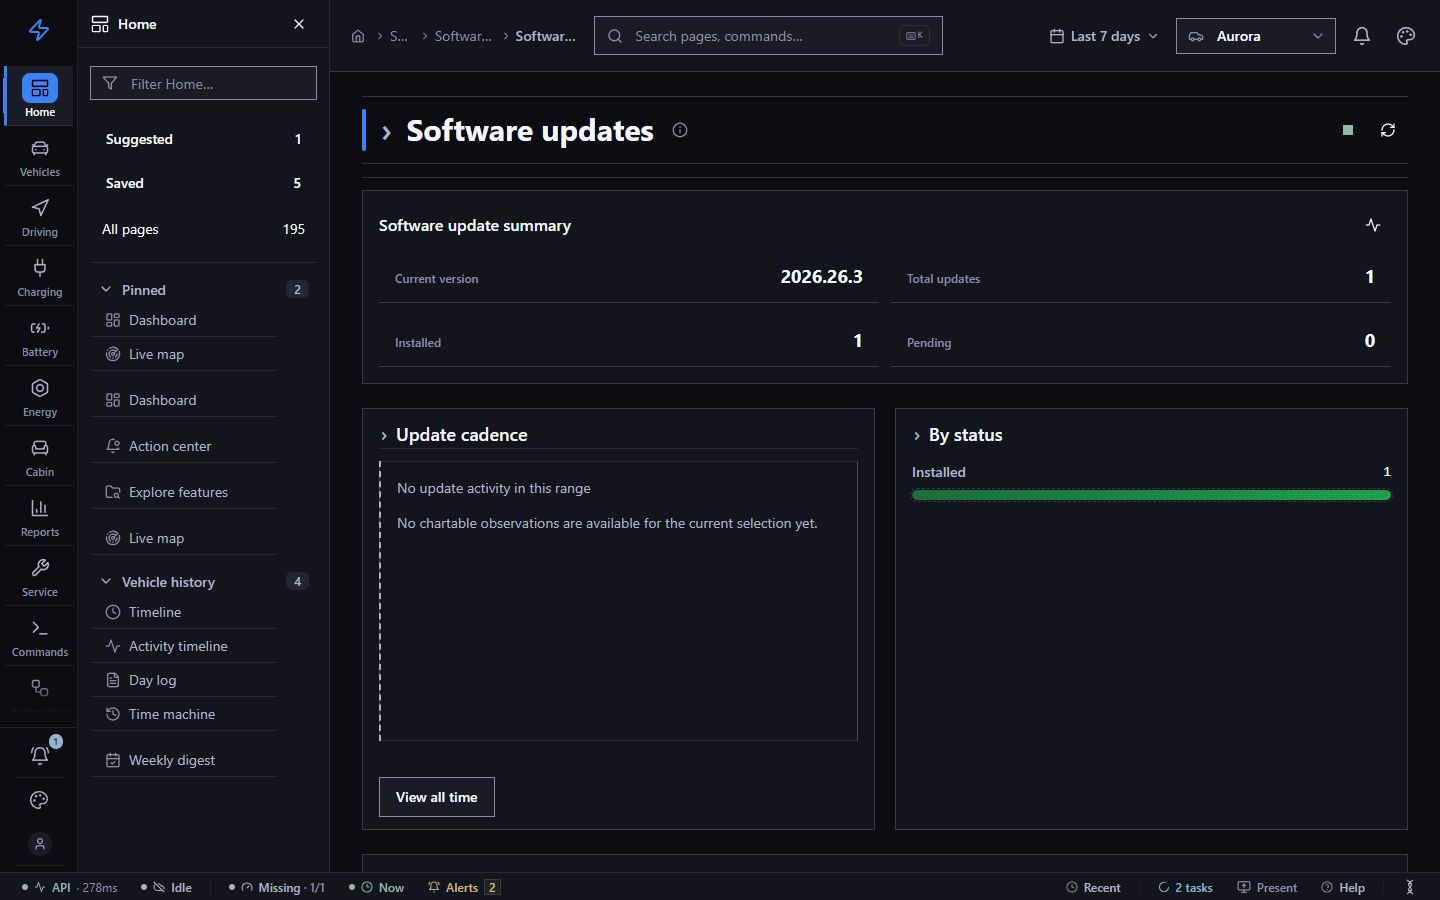 Home
S...
Softwar...
Softwar...
Search pages, commands...
K
Last 7 days
Aurora
Home
Vehicles
Driving
Charging
Battery
Energy
Cabin
Reports
Service
Commands
1
Filter Home...
Suggested 1
Saved 5
All pages 195
Pinned 2
Dashboard
Live map
Dashboard
Action center
Explore features
Live map
Vehicle history 4
Timeline
Activity timeline
Day log
Time machine
Weekly digest
Software updates
Software update summary
Current version 2026.26.3
Total updates 1
Installed 1
Pending 0
Update cadence
No update activity in this range
No chartable observations are available for the current selection yet.
View all time
By status
Installed 1
API · 278ms
Idle
Missing · 1/1
Now
Alerts 2
Recent
2 tasks
Present
Help